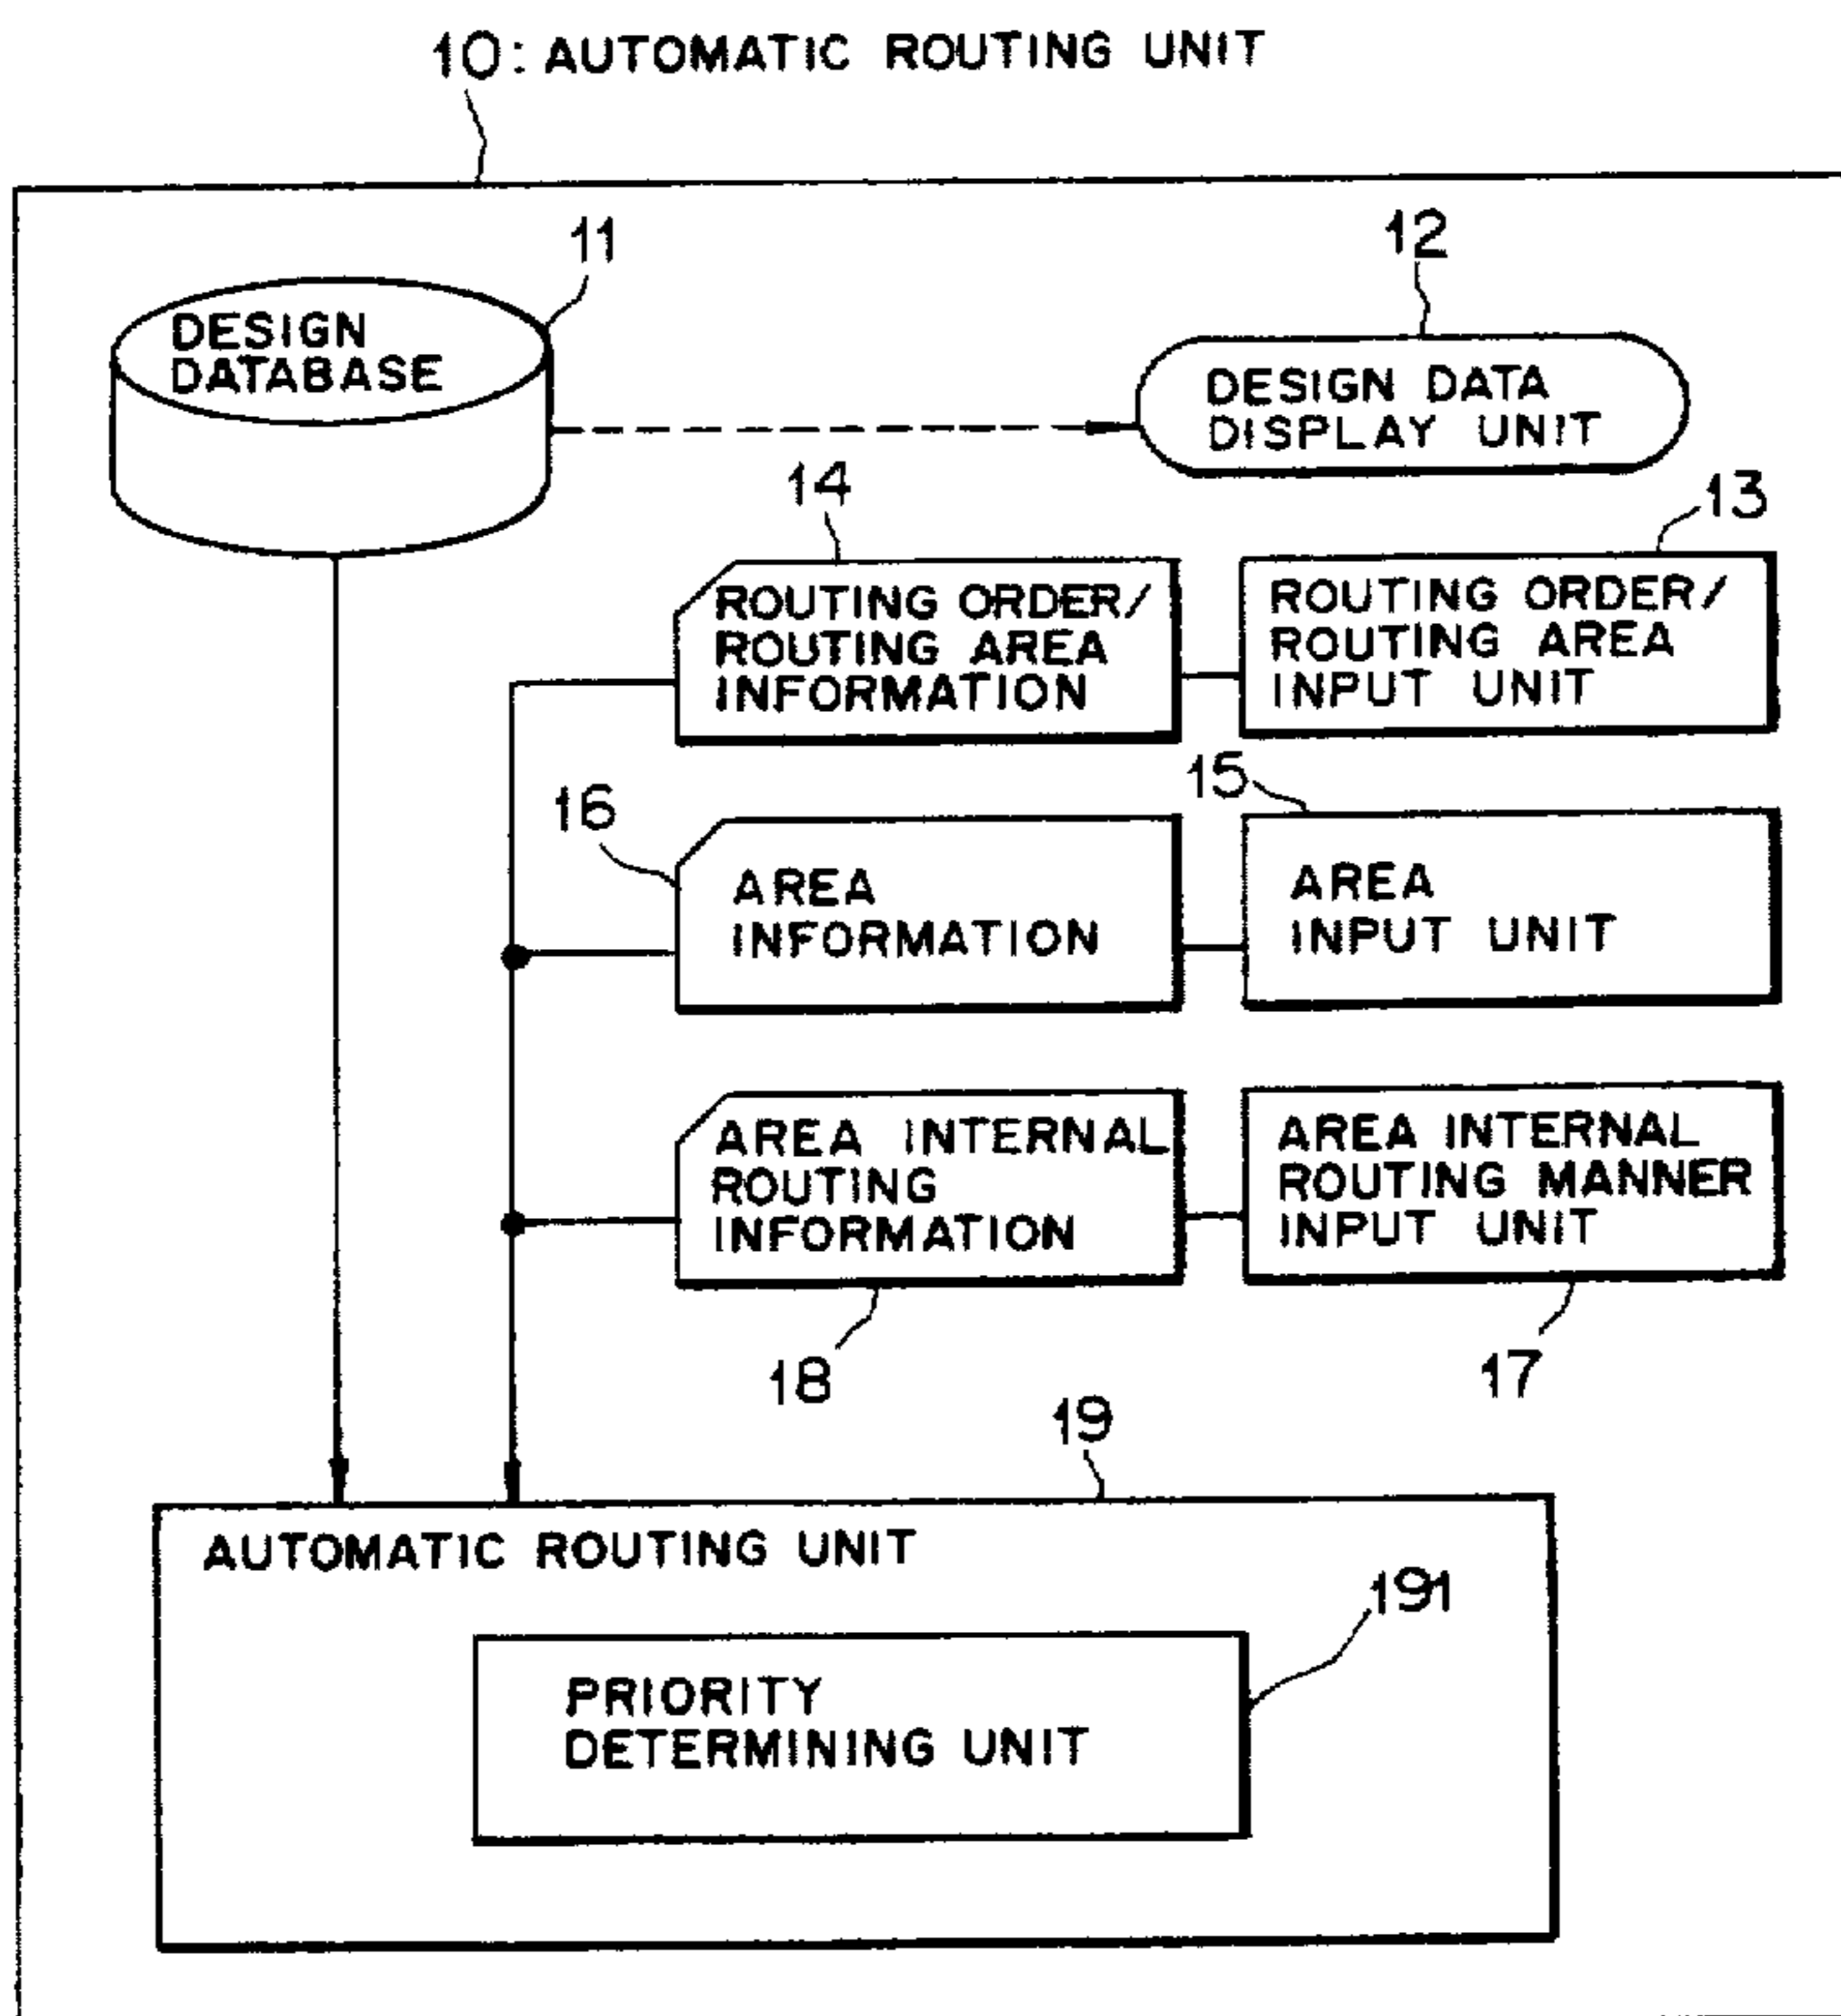 10: AUTOMATIC ROUTING UNIT
11
12
DESIGN
DATABASE
DESIGN DATA
DISPLAY UNIT
14
13
ROUTING ORDER/
ROUTING AREA
INFORMATION
ROUTING ORDER/
ROUTING AREA
INPUT UNIT
16
15
AREA
INFORMATION
AREA
INPUT UNIT
AREA INTERNAL
ROUTING
INFORMATION
AREA INTERNAL
ROUTING MANNER
INPUT UNIT
18
17
19
AUTOMATIC ROUTING UNIT
191
PRIORITY
DETERMINING UNIT